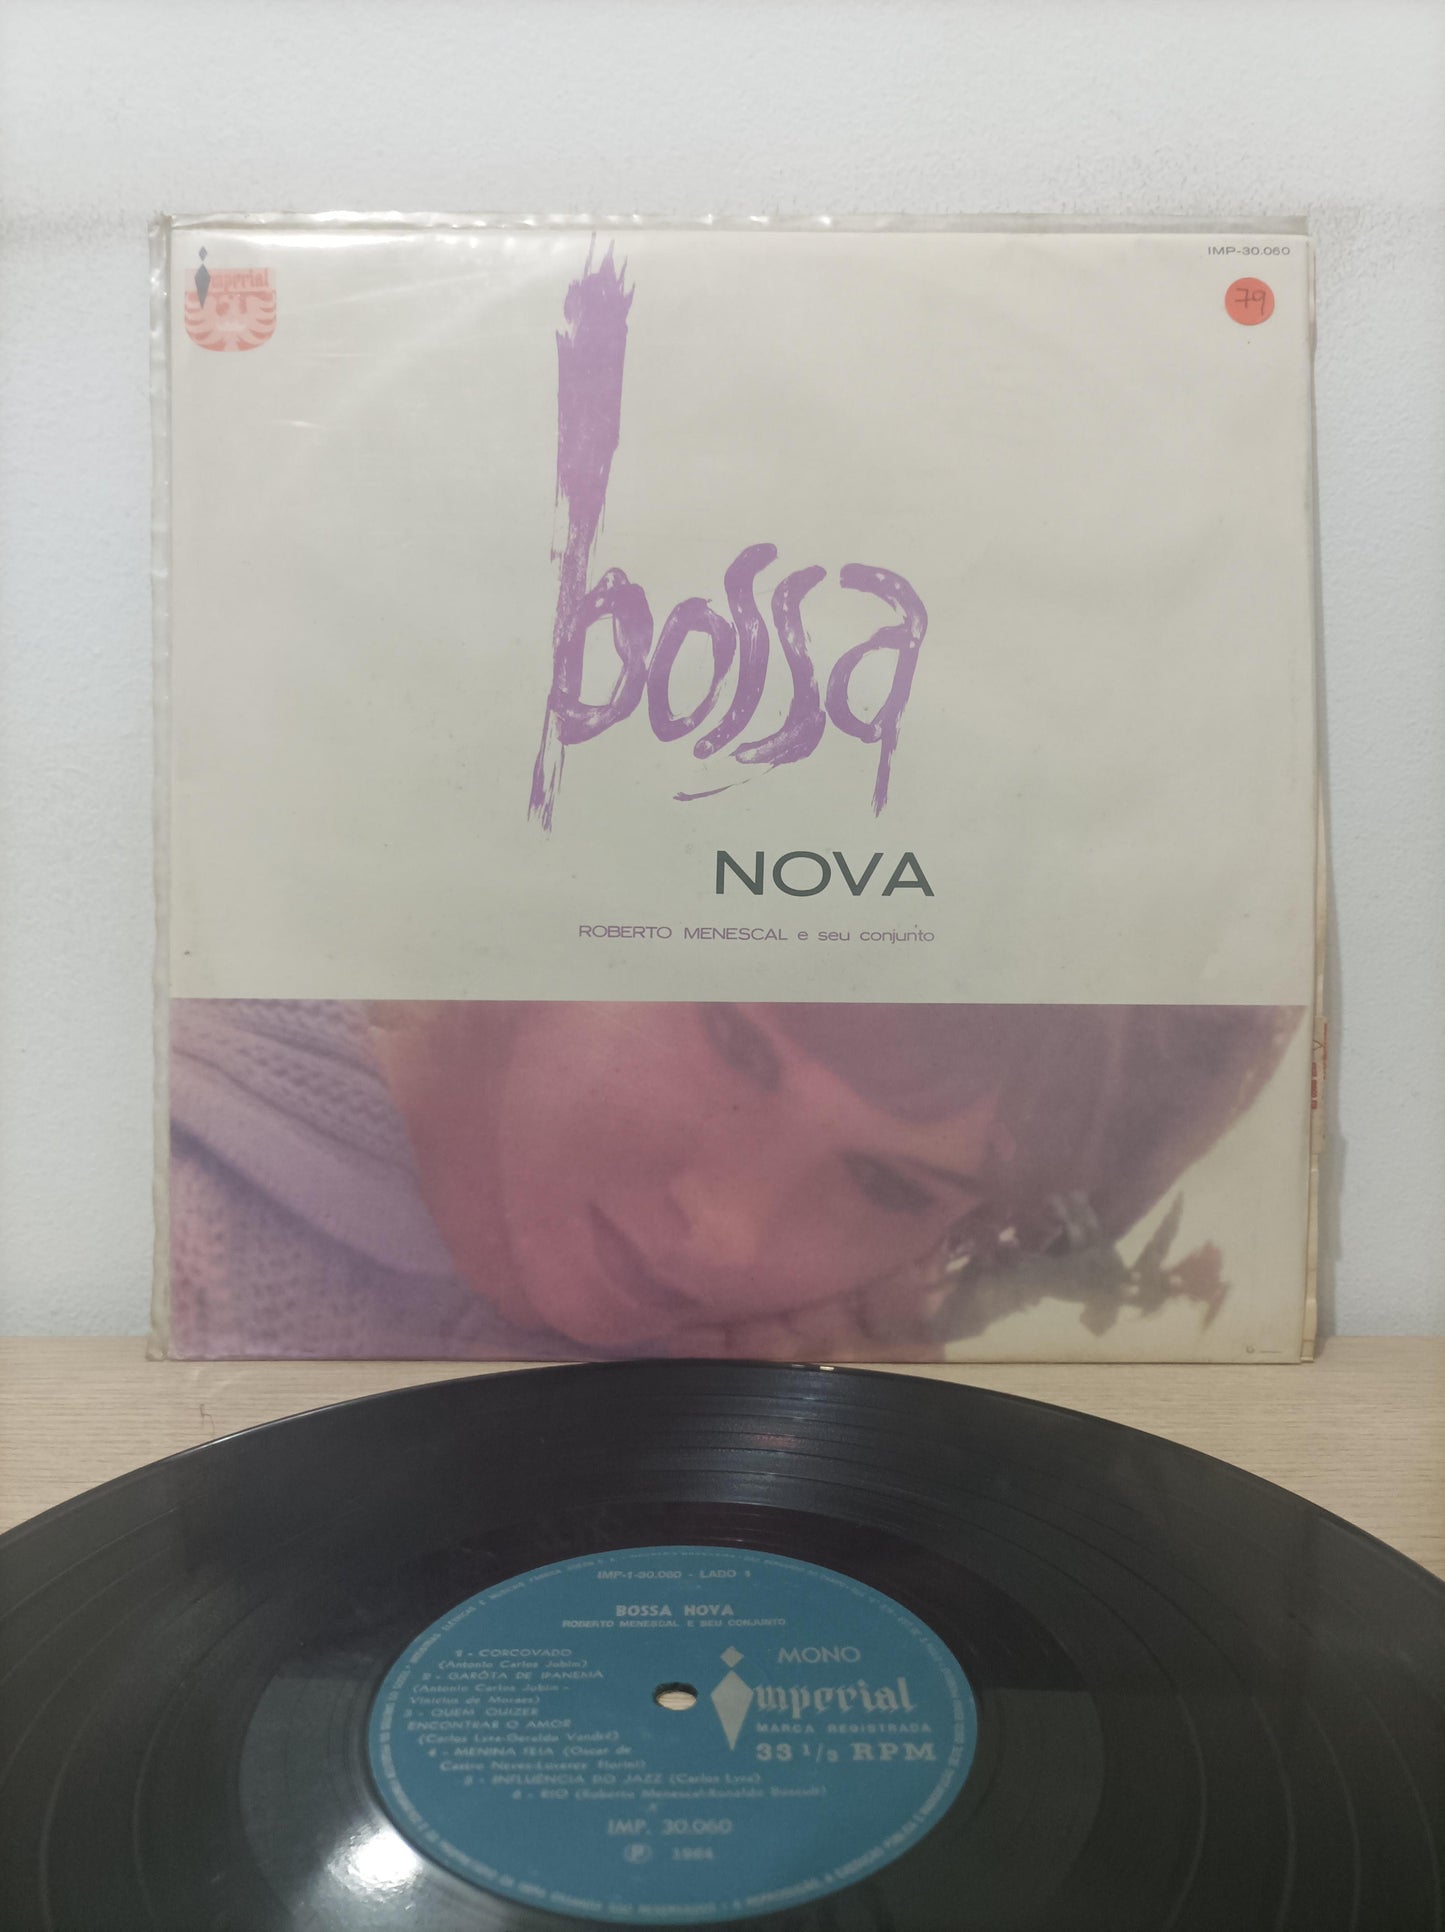 Imperial
IMP-30.060
79
bossa
NOVA
ROBERTO MENESCAL e seu conjunto
IMP-1-30.060 - LADO 1
BOSSA NOVA
ROBERTO MENESCAL E SEU CONJUNTO
1 - CORCOVADO
(Antonio Carlos Jobim)
2 - GARÔTA DE IPANEMA
(Antonio Carlos Jobim -
Vinicius de Moraes)
3 - QUEM QUIZER
ENCONTRAR O AMOR
(Carlos Lyra-Geraldo Vandré)
4 - MENINA FEIA (Oscar de
Castro Neves-Luverci Fiorini)
5 - INFLUÊNCIA DO JAZZ (Carlos Lyra)
6 - RIO (Roberto Menescal-Ronaldo Boscoli)
MONO
Imperial
MARCA REGISTRADA
33 1/3 RPM
IMP. 30.060
℗ 1964